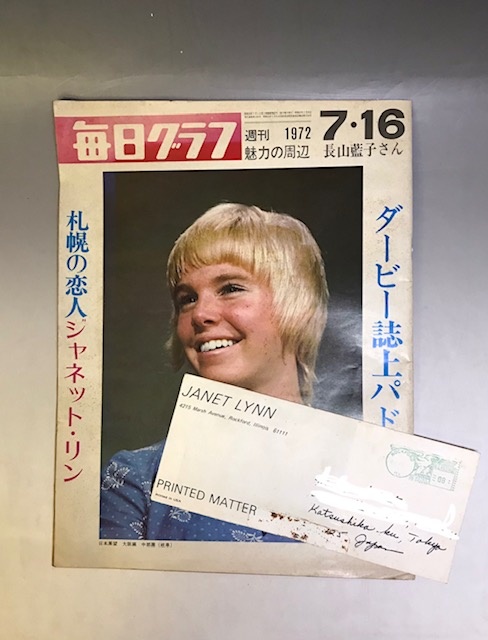 毎日グラフ
週刊 1972 7・16
魅力の周辺 長山藍子さん
札幌の恋人 ジャネット・リン
ダービー誌上パド
JANET LYNN
4215 Marsh Avenue, Rockford, Illinois, 61111
PRINTED MATTER
Katsushika ku, Tokyo
Japan